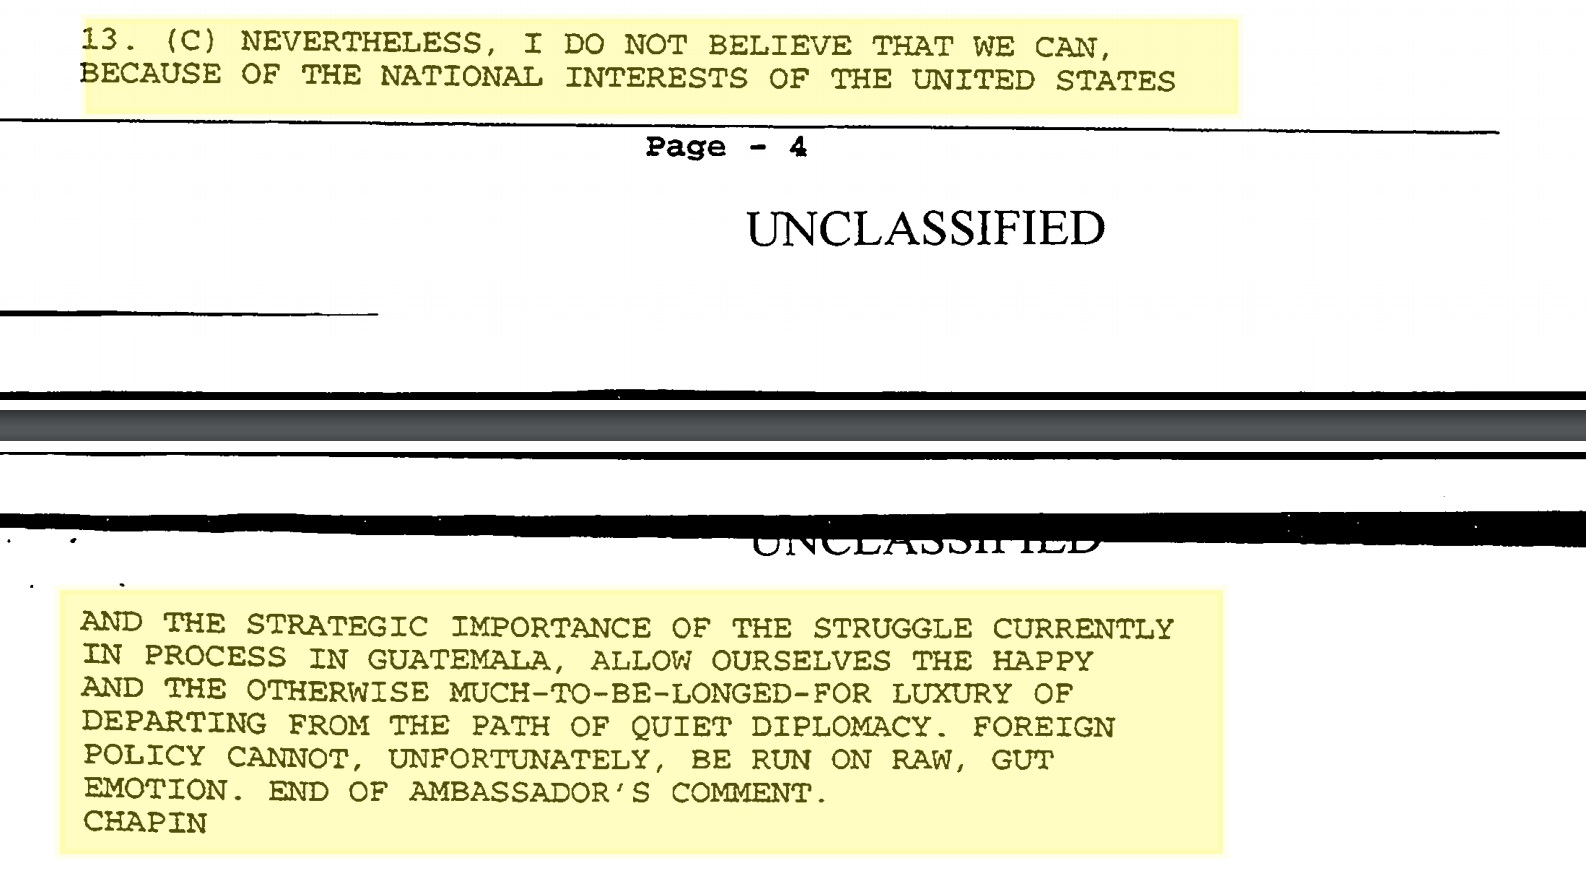 13. (C) NEVERTHELESS, I DO NOT BELIEVE THAT WE CAN,
BECAUSE OF THE NATIONAL INTERESTS OF THE UNITED STATES
Page - 4
UNCLASSIFIED
UNCLASSIFIED
AND THE STRATEGIC IMPORTANCE OF THE STRUGGLE CURRENTLY
IN PROCESS IN GUATEMALA, ALLOW OURSELVES THE HAPPY
AND THE OTHERWISE MUCH-TO-BE-LONGED-FOR LUXURY OF
DEPARTING FROM THE PATH OF QUIET DIPLOMACY. FOREIGN
POLICY CANNOT, UNFORTUNATELY, BE RUN ON RAW, GUT
EMOTION. END OF AMBASSADOR'S COMMENT.
CHAPIN